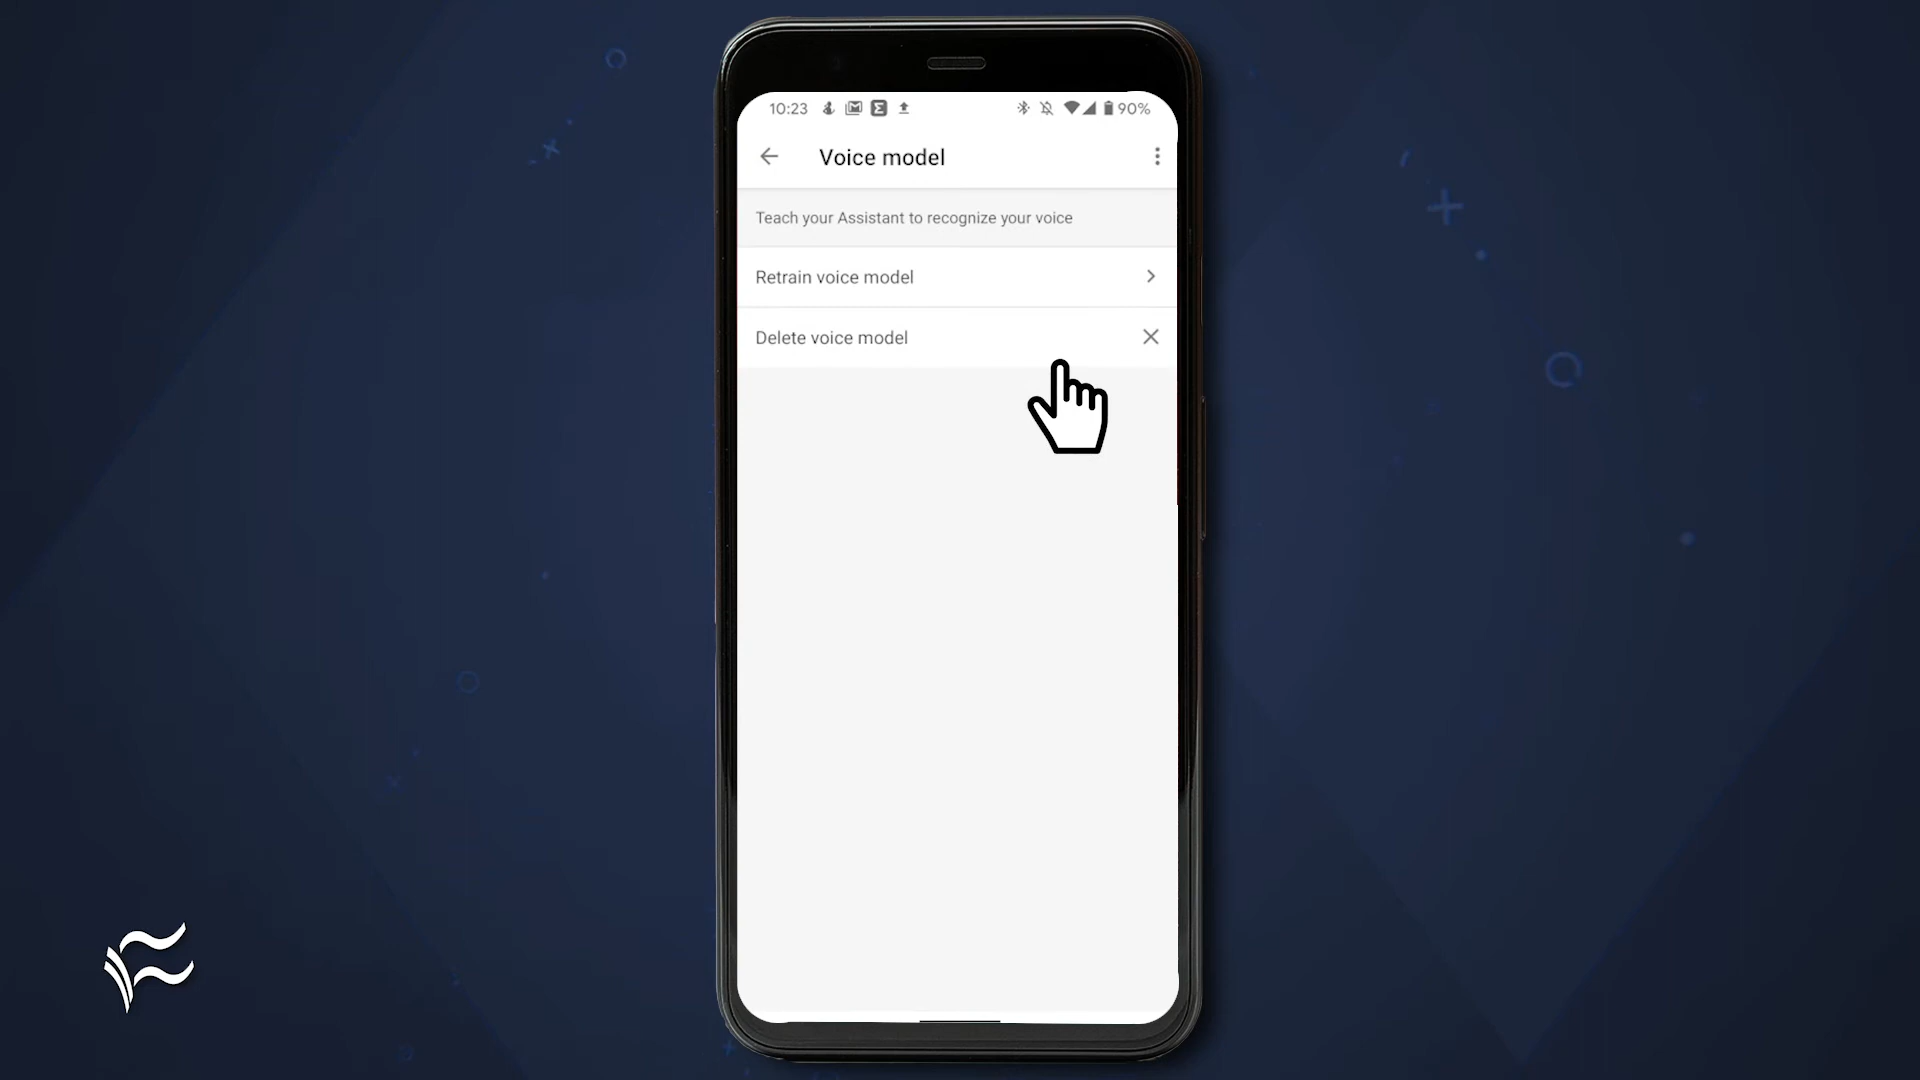 10:23 90%
Voice model
Teach your Assistant to recognize your voice
Retrain voice model
Delete voice model